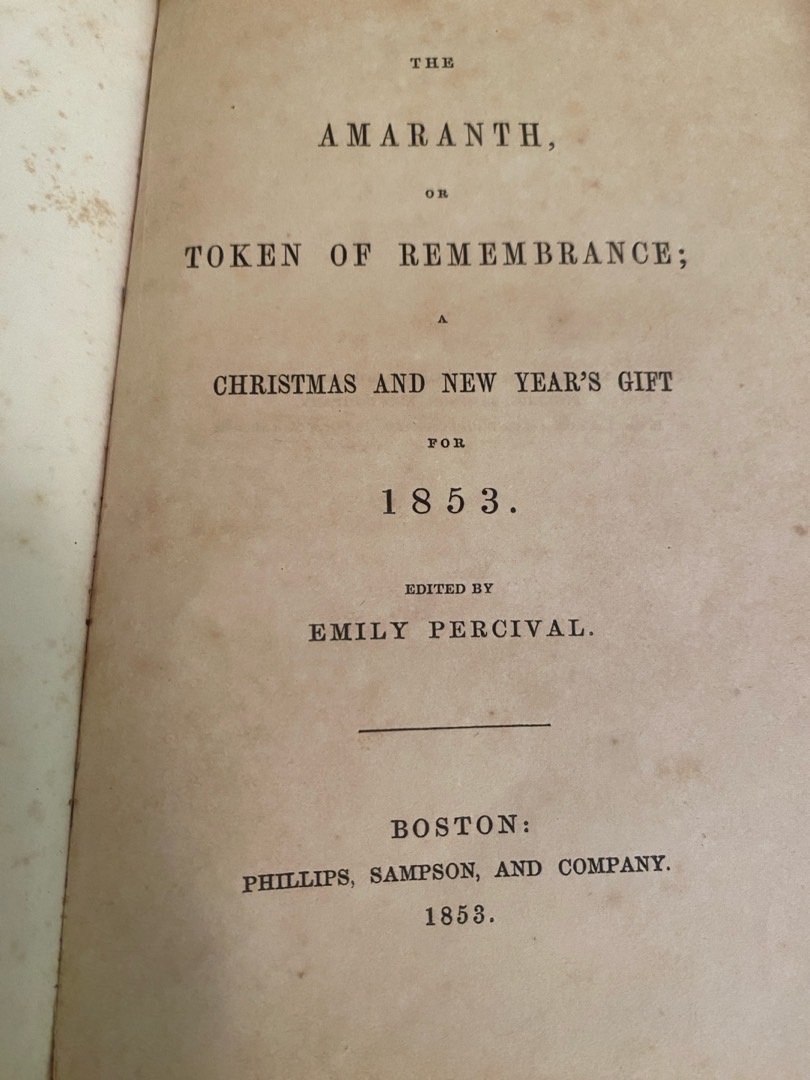 THE
AMARANTH,
OR
TOKEN OF REMEMBRANCE;
A
CHRISTMAS AND NEW YEAR'S GIFT
FOR
1853.
EDITED BY
EMILY PERCIVAL.
BOSTON:
PHILLIPS, SAMPSON, AND COMPANY.
1853.